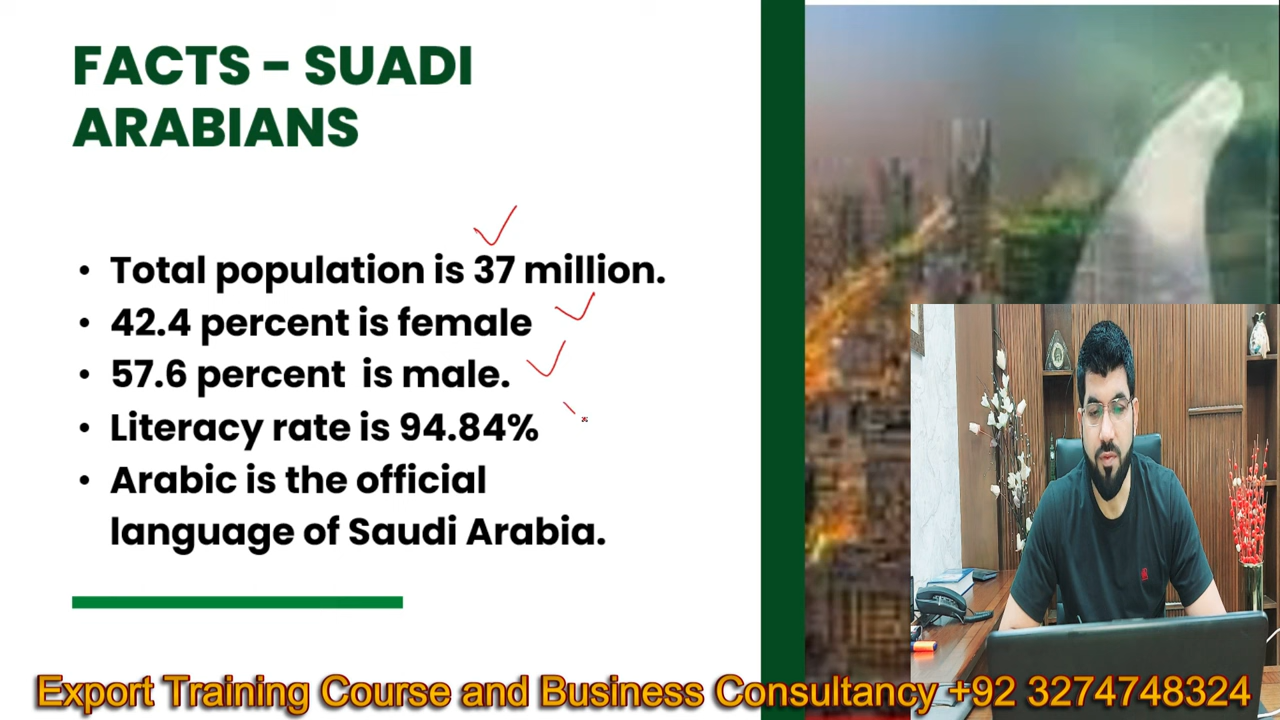 FACTS - SUADI
ARABIANS
• Total population is 37 million.
• 42.4 percent is female
• 57.6 percent is male.
• Literacy rate is 94.84%
• Arabic is the official
language of Saudi Arabia.
Export Training Course and Business Consultancy +92 3274748324